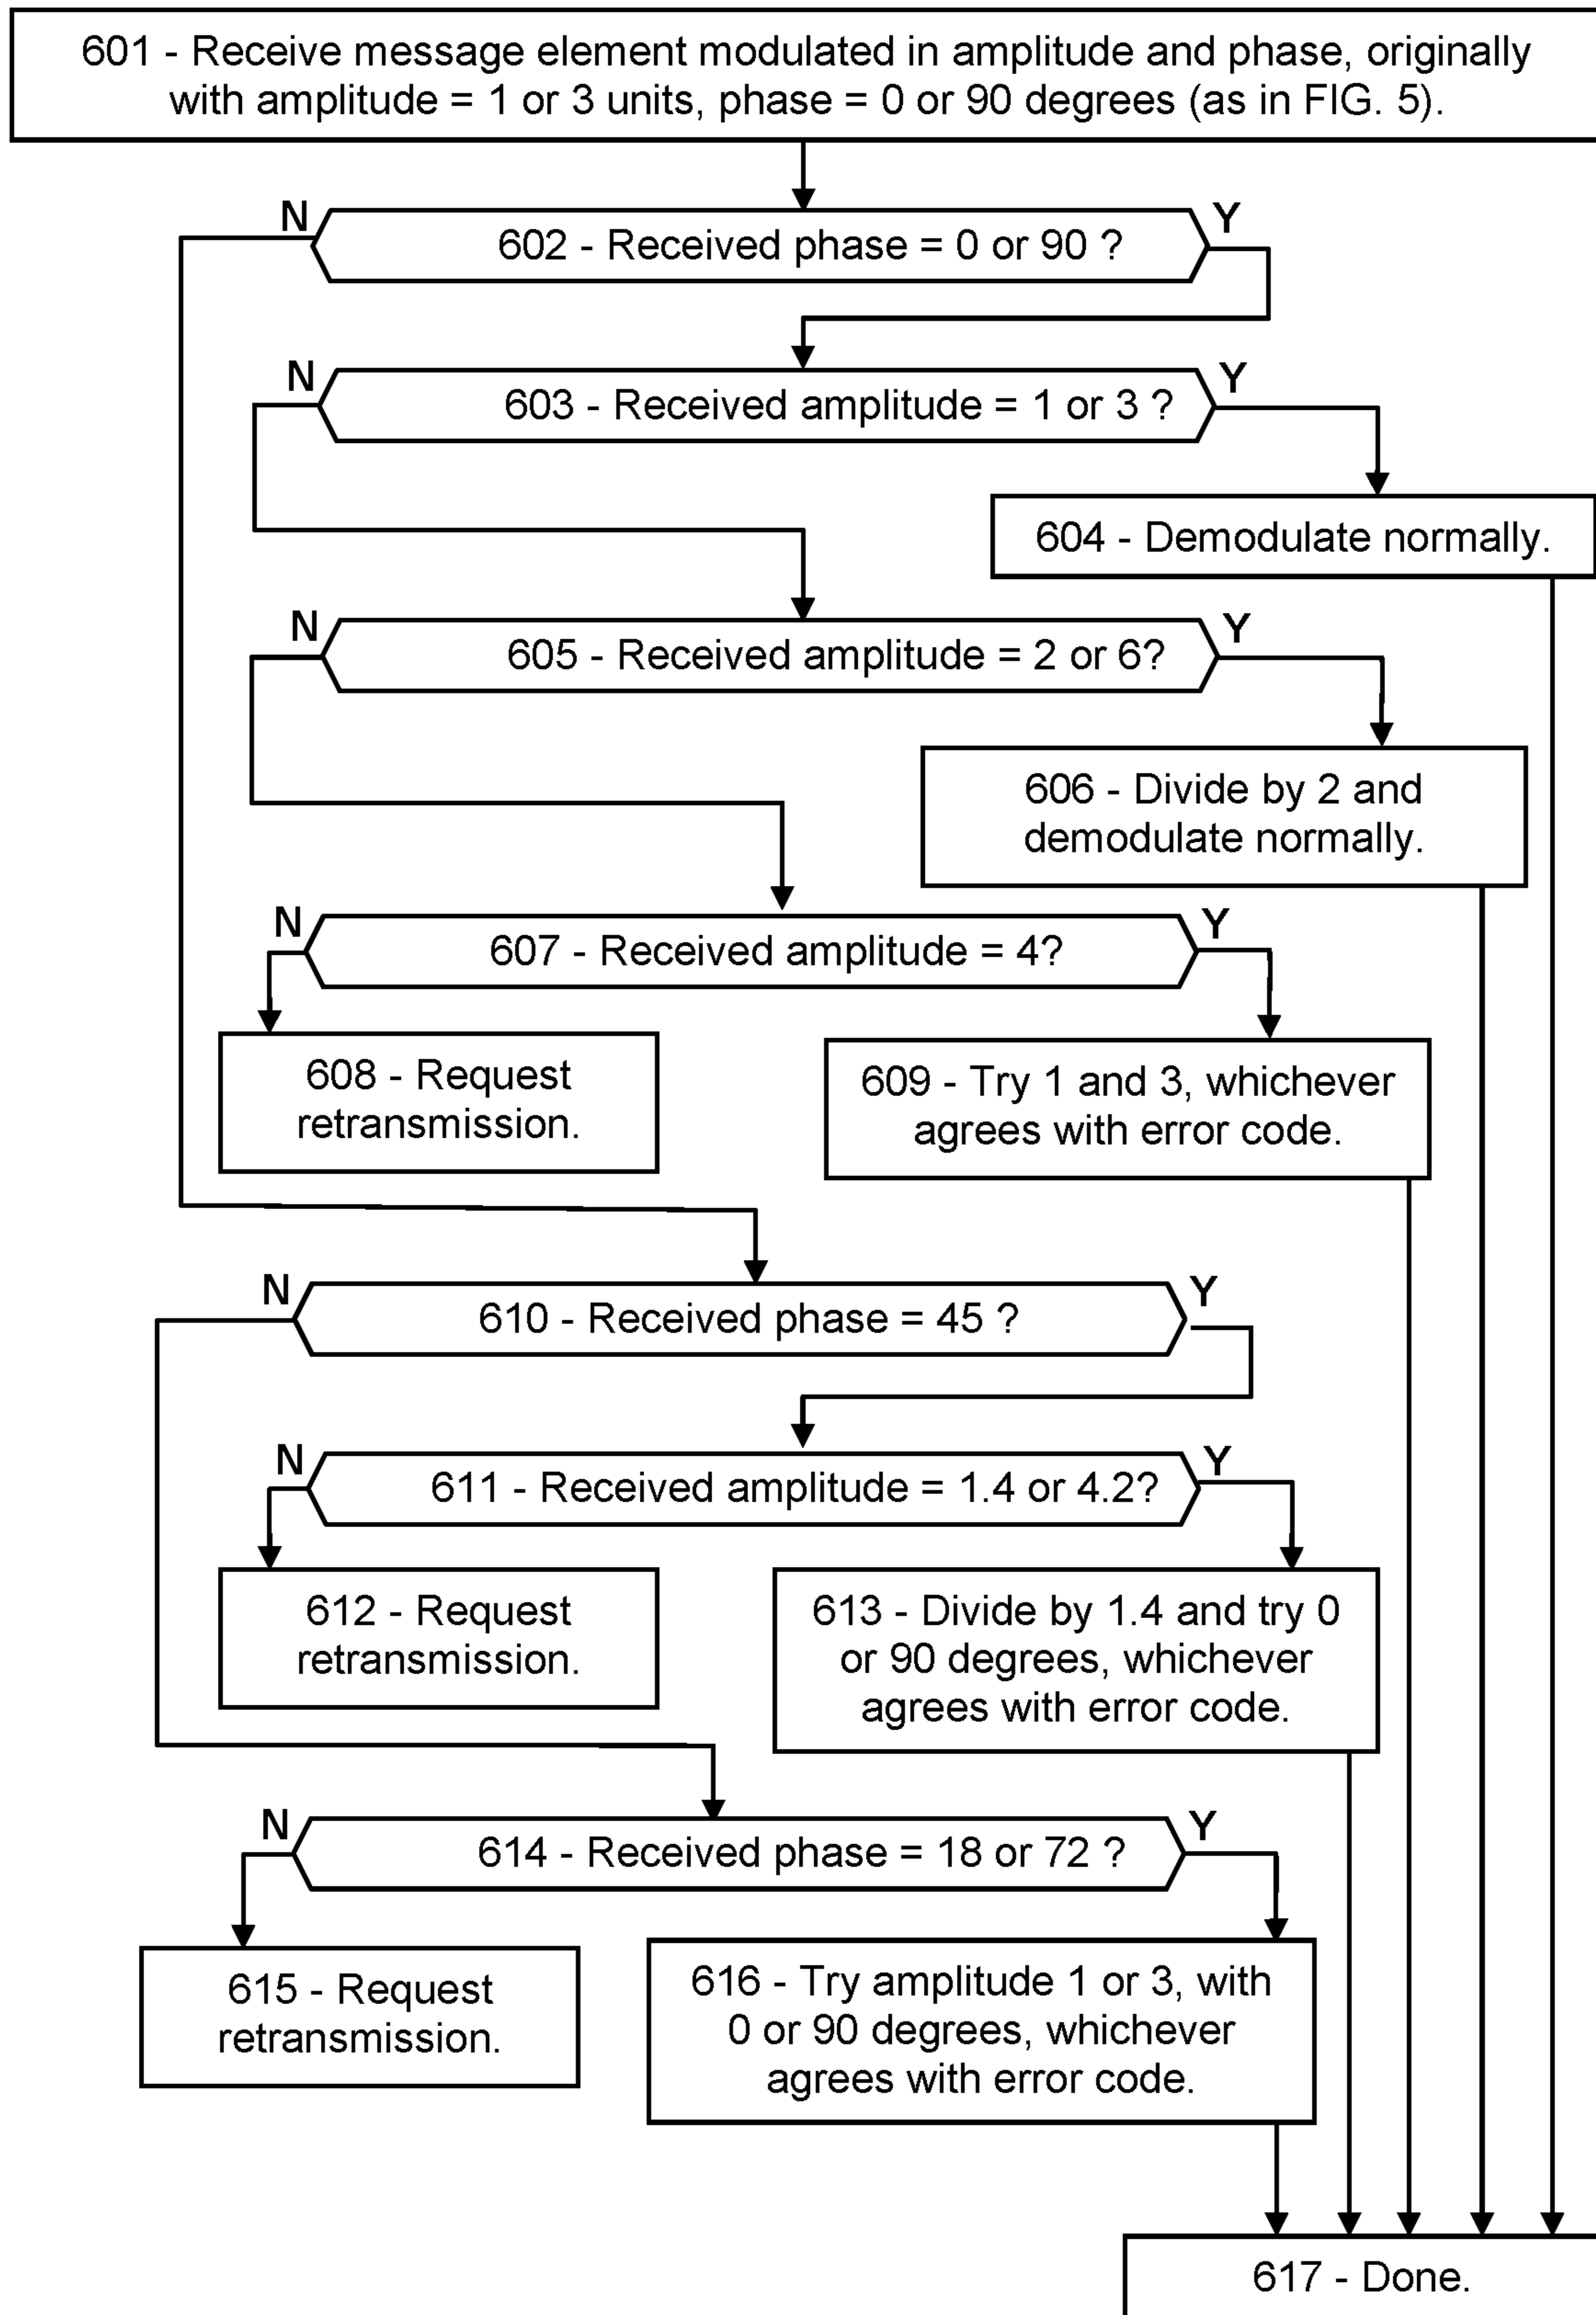 601 - Receive message element modulated in amplitude and phase, originally
with amplitude = 1 or 3 units, phase = 0 or 90 degrees (as in FIG. 5).
N
Y
602 - Received phase = 0 or 90 ?
N
Y
603 - Received amplitude = 1 or 3 ?
604 - Demodulate normally.
N
Y
605 - Received amplitude = 2 or 6?
606 - Divide by 2 and
demodulate normally.
N
Y
607 - Received amplitude = 4?
608 - Request
retransmission.
609 - Try 1 and 3, whichever
agrees with error code.
N
Y
610 - Received phase = 45 ?
N
Y
611 - Received amplitude = 1.4 or 4.2?
612 - Request
retransmission.
613 - Divide by 1.4 and try 0
or 90 degrees, whichever
agrees with error code.
N
Y
614 - Received phase = 18 or 72 ?
615 - Request
retransmission.
616 - Try amplitude 1 or 3, with
0 or 90 degrees, whichever
agrees with error code.
617 - Done.